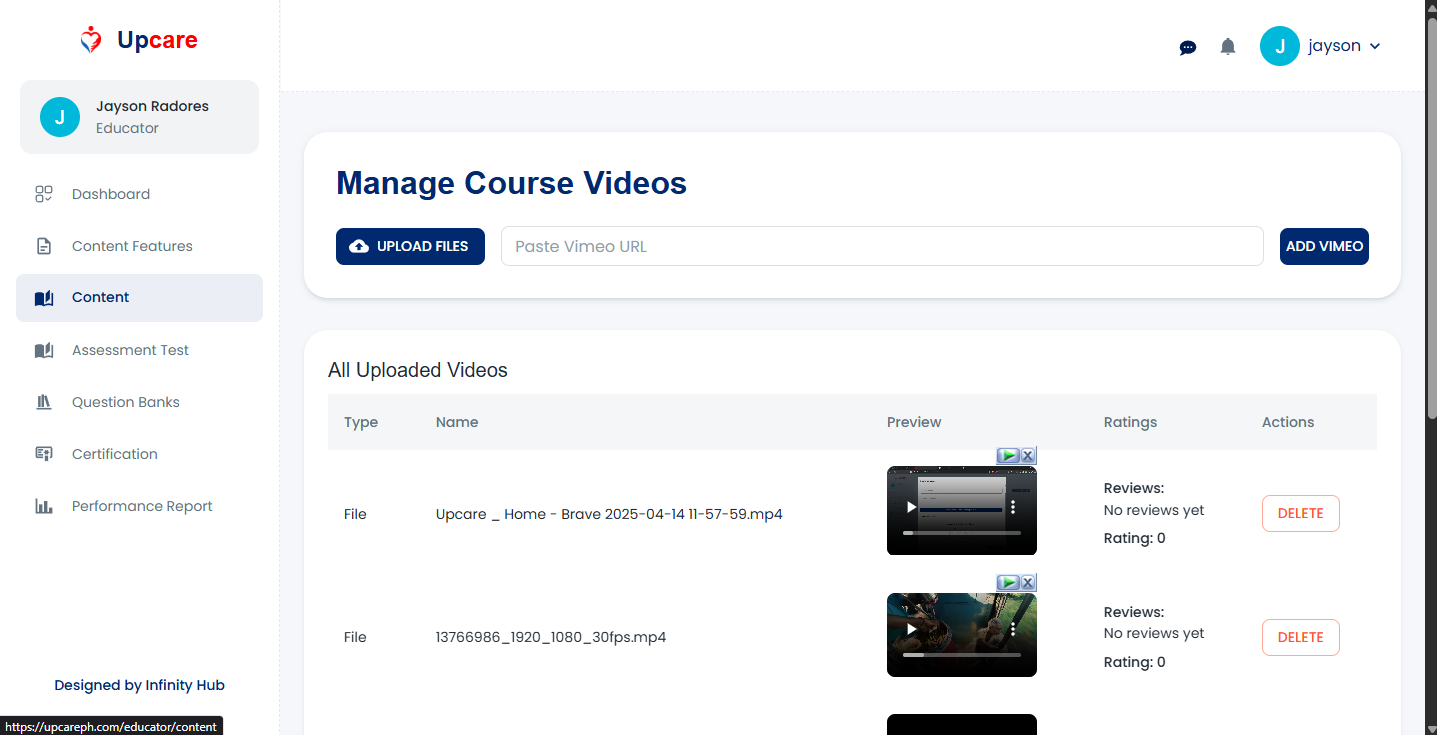 Upcare
J
jayson
J
Jayson Radores
Educator
Dashboard
Content Features
Content
Assessment Test
Question Banks
Certification
Performance Report
Designed by Infinity Hub
https://upcareph.com/educator/content
Manage Course Videos
UPLOAD FILES
Paste Vimeo URL
ADD VIMEO
All Uploaded Videos
Type Name Preview Ratings Actions
File Upcare _ Home - Brave 2025-04-14 11-57-59.mp4
Reviews:
No reviews yet
Rating: 0
DELETE
File 13766986_1920_1080_30fps.mp4
Reviews:
No reviews yet
Rating: 0
DELETE